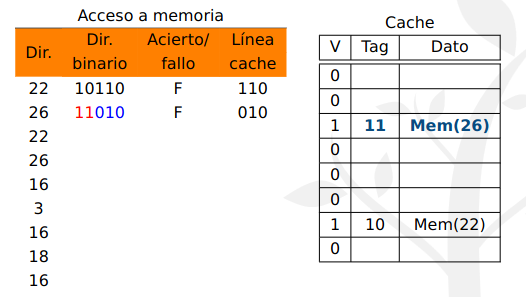 Acceso a memoria
Dir. Dir. binario Acierto/ fallo Línea cache
22 10110 F 110
26 11010 F 010
22
26
16
3
16
18
16
Cache
V Tag Dato
0
0
1 11 Mem(26)
0
0
0
1 10 Mem(22)
0